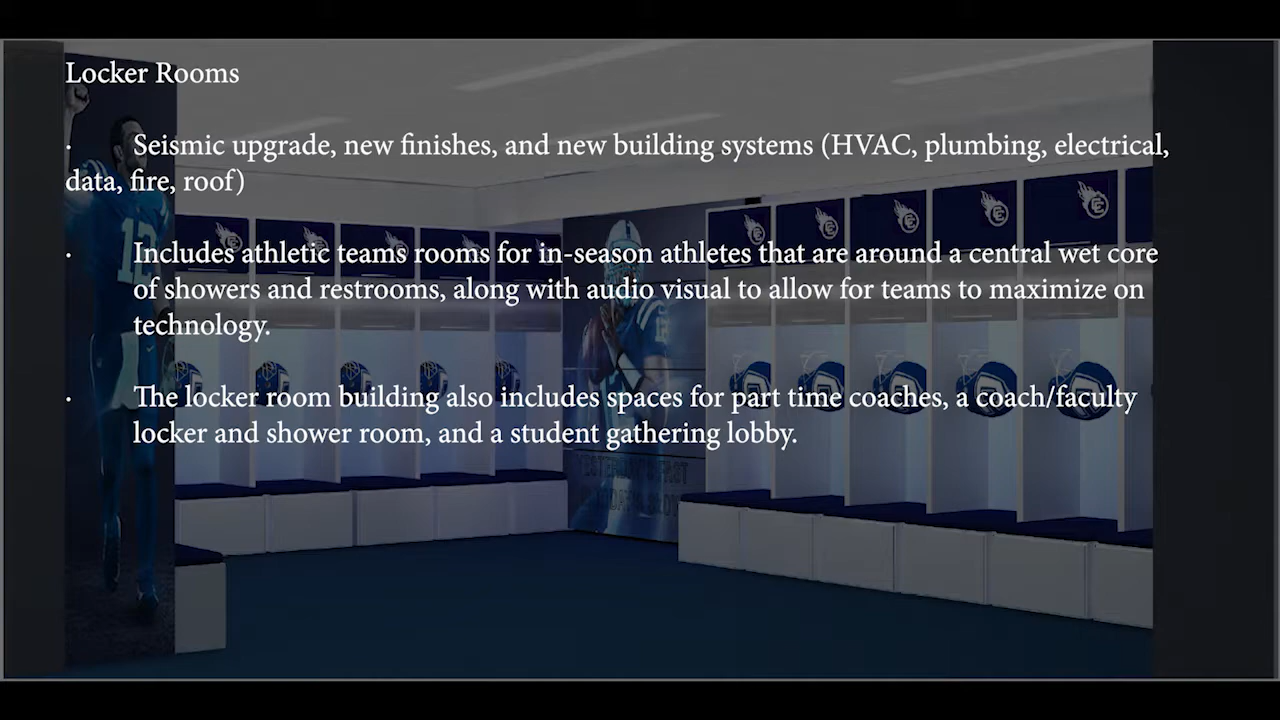 Locker Rooms
· Seismic upgrade, new finishes, and new building systems (HVAC, plumbing, electrical,
data, fire, roof)
· Includes athletic teams rooms for in-season athletes that are around a central wet core
of showers and restrooms, along with audio visual to allow for teams to maximize on
technology.
· The locker room building also includes spaces for part time coaches, a coach/faculty
locker and shower room, and a student gathering lobby.
12